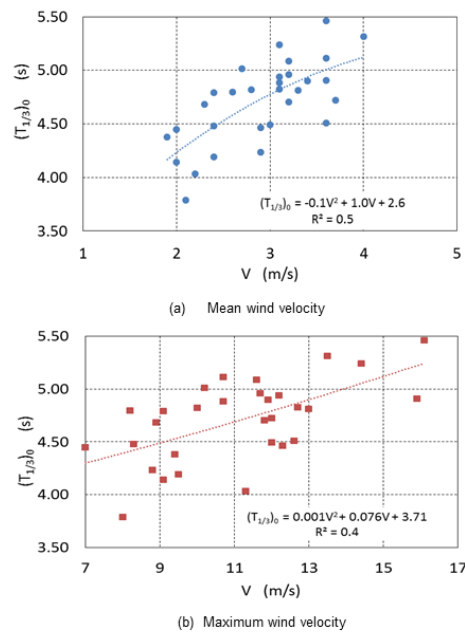 5.50
5.00
4.50
4.00
3.50
(T1/3)0 (s)
(T1/3)0 = -0.1V² + 1.0V + 2.6
R² = 0.5
1 2 3 4 5
V (m/s)
(a) Mean wind velocity
5.50
5.00
4.50
4.00
3.50
(T1/3)0 (s)
(T1/3)0 = 0.001V² + 0.076V + 3.71
R² = 0.4
7 9 11 13 15 17
V (m/s)
(b) Maximum wind velocity